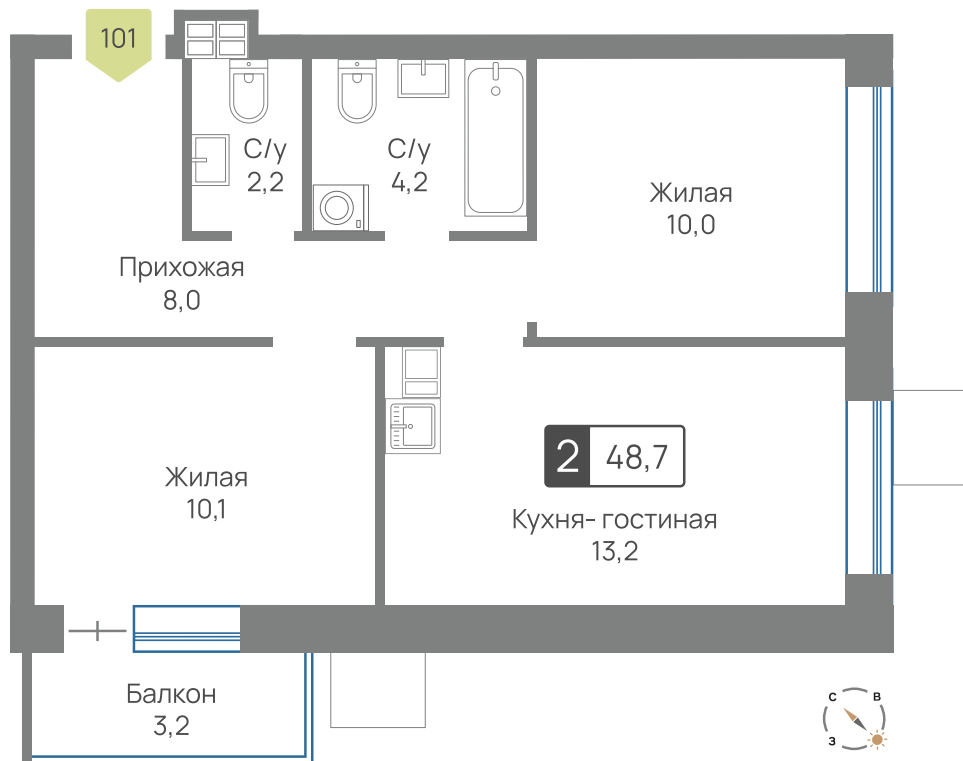 101
С/у
2,2
С/у
4,2
Жилая
10,0
Прихожая
8,0
2 48,7
Жилая
10,1
Кухня- гостиная
13,2
Балкон
3,2
С В
З